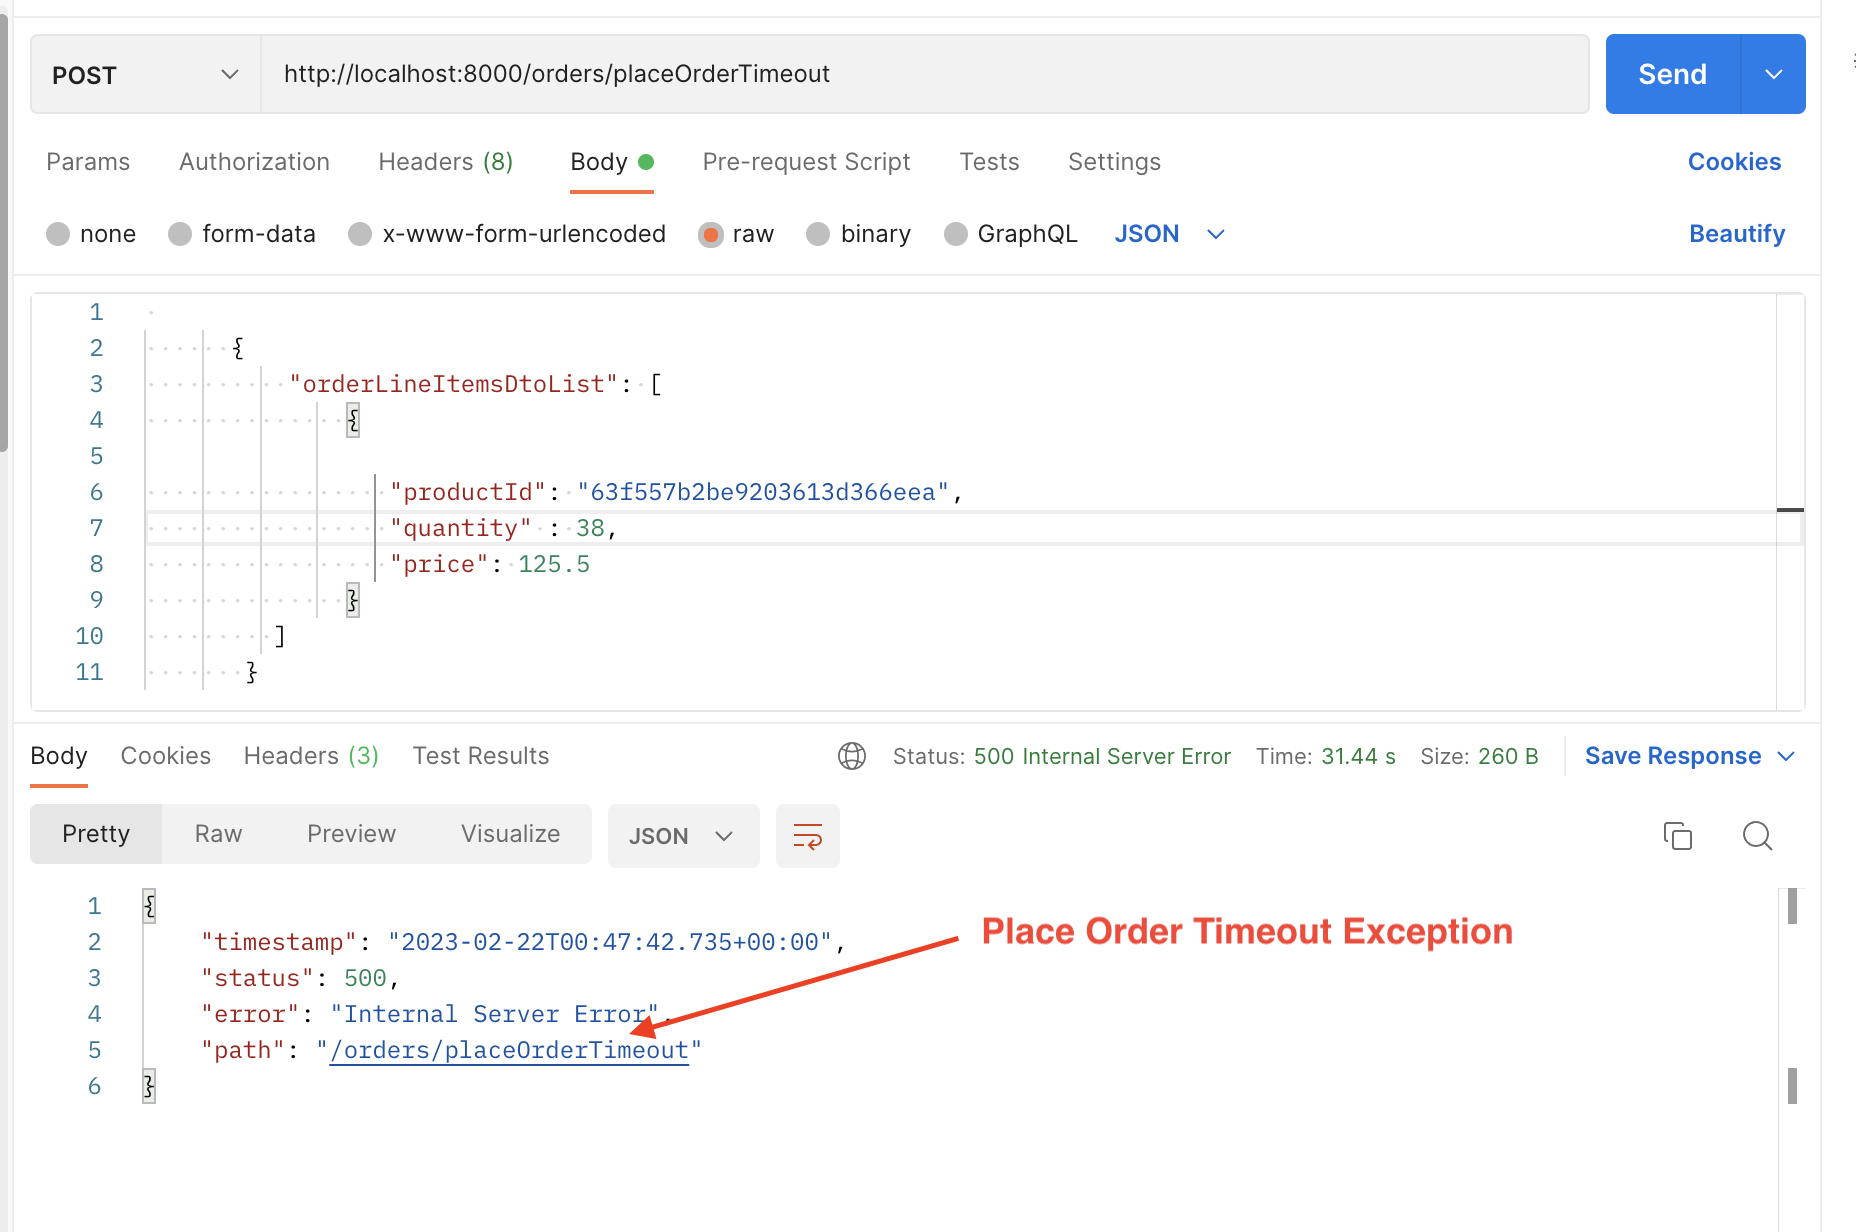 POST http://localhost:8000/orders/placeOrderTimeout Send
Params Authorization Headers (8) Body Pre-request Script Tests Settings Cookies
none form-data x-www-form-urlencoded raw binary GraphQL JSON Beautify
1
2 {
3 "orderLineItemsDtoList": [
4 {
5
6 "productId": "63f557b2be9203613d366eea",
7 "quantity" : 38,
8 "price": 125.5
9 }
10 ]
11 }
Body Cookies Headers (3) Test Results Status: 500 Internal Server Error Time: 31.44 s Size: 260 B Save Response
Pretty Raw Preview Visualize JSON
1 {
2 "timestamp": "2023-02-22T00:47:42.735+00:00",
3 "status": 500,
4 "error": "Internal Server Error",
5 "path": "/orders/placeOrderTimeout"
6 }
Place Order Timeout Exception